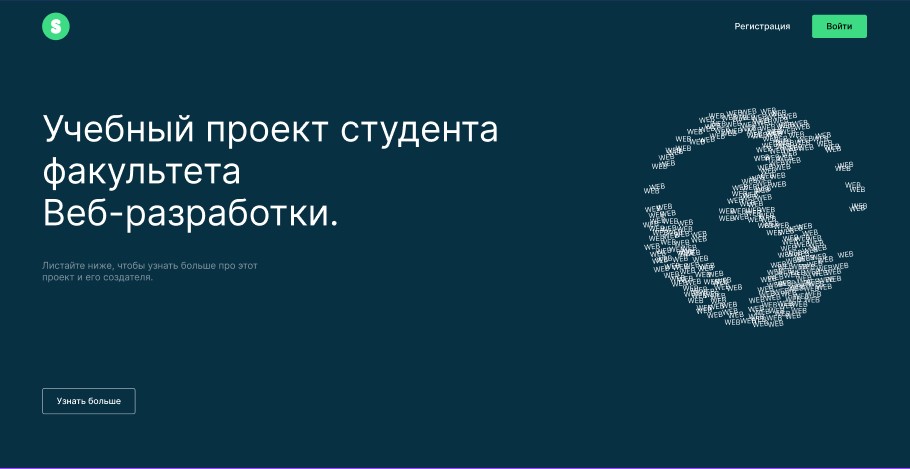 S
Регистрация
Войти
Учебный проект студента
факультета
Веб-разработки.
Листайте ниже, чтобы узнать больше про этот
проект и его создателя.
Узнать больше
WEB